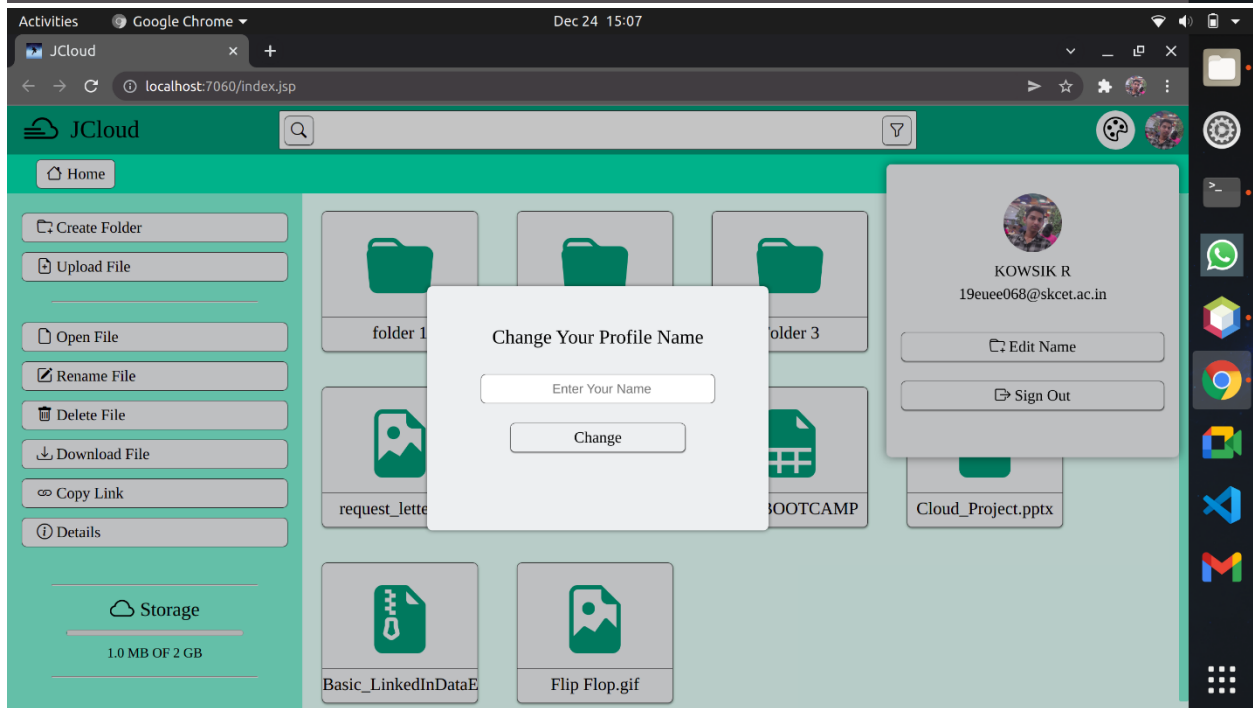 Activities Google Chrome Dec 24 15:07
JCloud
localhost:7060/index.jsp
JCloud
Home
Create Folder
Upload File
Open File
Rename File
Delete File
Download File
Copy Link
Details
Storage
1.0 MB OF 2 GB
folder 1
older 3
request_lette
BOOTCAMP
Cloud_Project.pptx
Basic_LinkedInDataE
Flip Flop.gif
Change Your Profile Name
Enter Your Name
Change
KOWSIK R
19euee068@skcet.ac.in
Edit Name
Sign Out